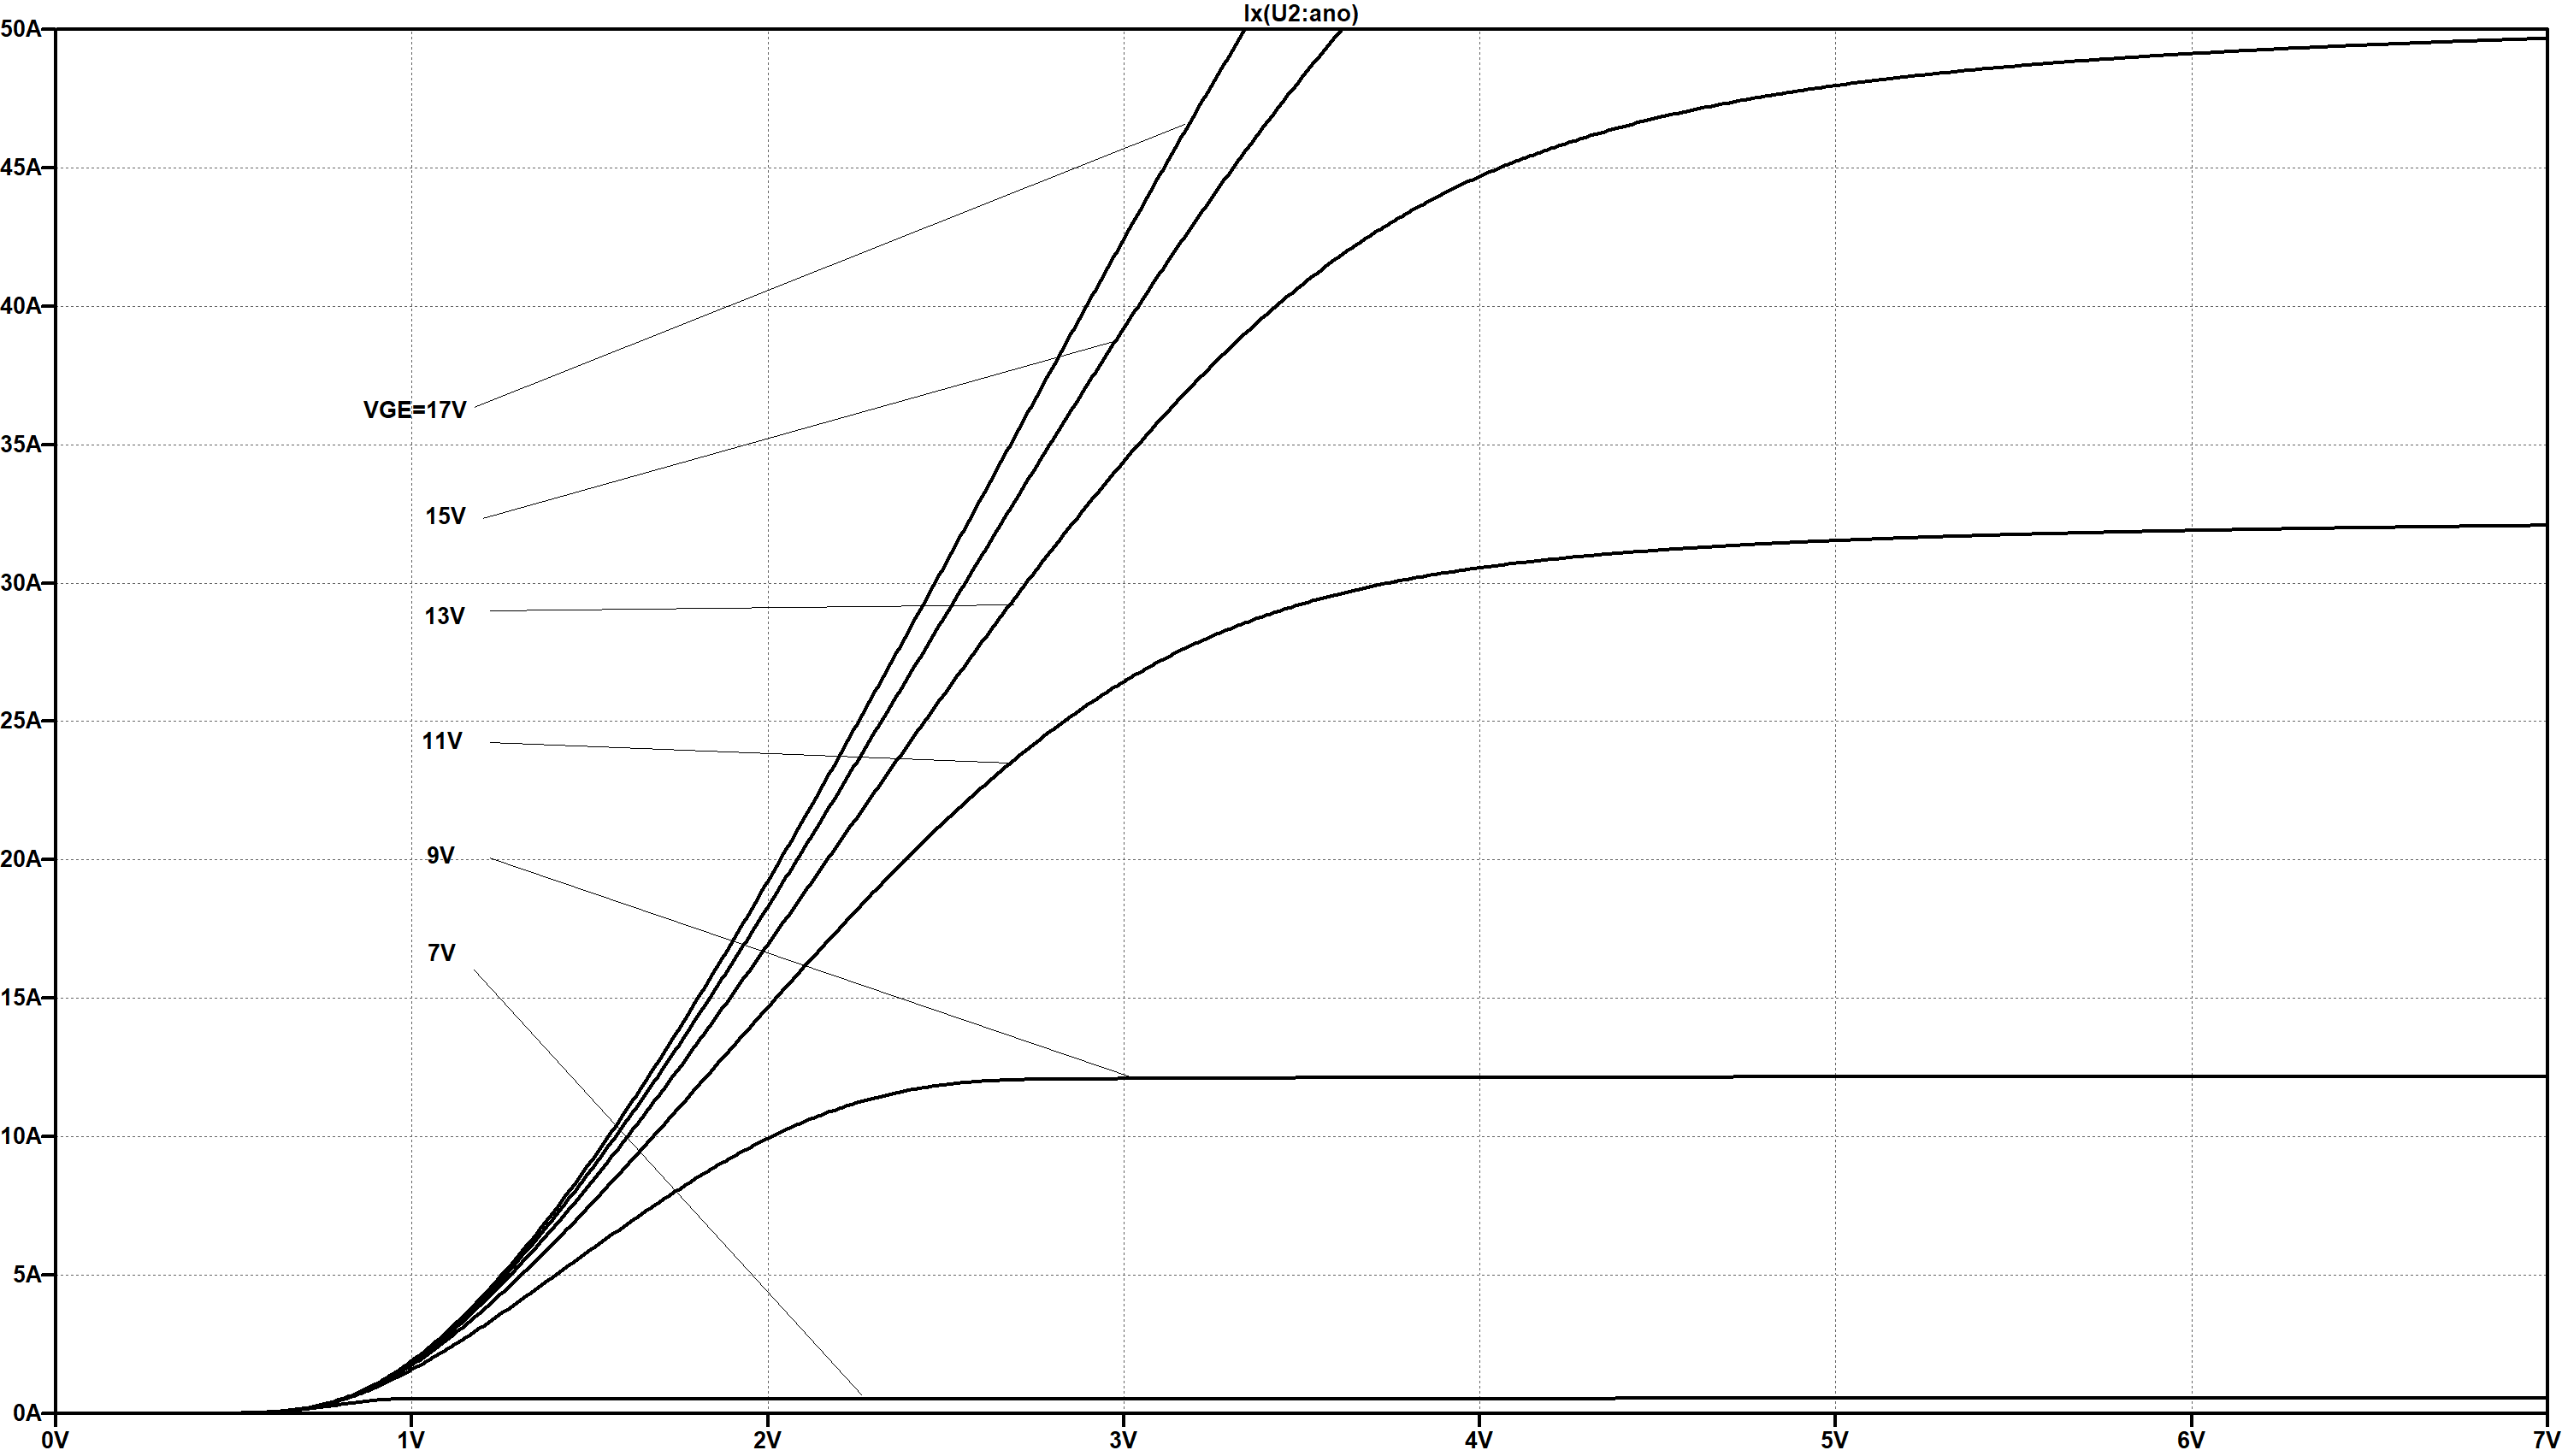 Ix(U2:ano)
50A
45A
40A
35A
30A
25A
20A
15A
10A
5A
0A
VGE=17V
15V
13V
11V
9V
7V
0V
1V
2V
3V
4V
5V
6V
7V